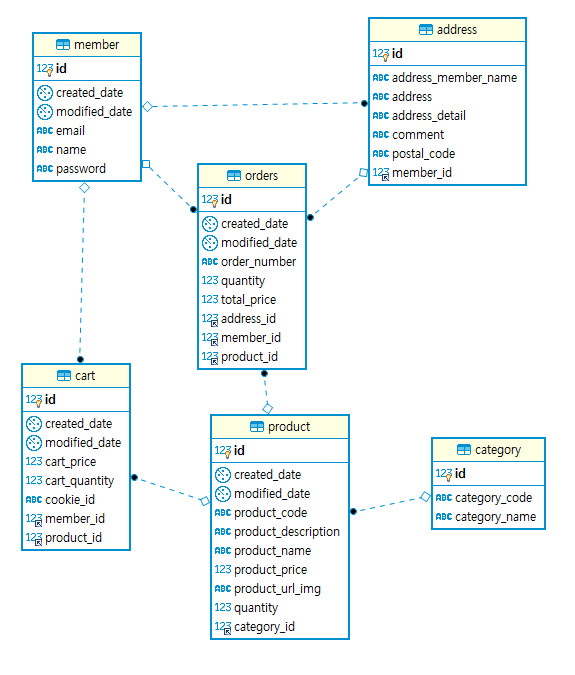 member
123 id
created_date
modified_date
ABC email
ABC name
ABC password
address
123 id
ABC address_member_name
ABC address
ABC address_detail
ABC comment
ABC postal_code
123 member_id
orders
123 id
created_date
modified_date
ABC order_number
123 quantity
123 total_price
123 address_id
123 member_id
123 product_id
cart
123 id
created_date
modified_date
123 cart_price
123 cart_quantity
ABC cookie_id
123 member_id
123 product_id
product
123 id
created_date
modified_date
ABC product_code
ABC product_description
ABC product_name
123 product_price
ABC product_url_img
123 quantity
123 category_id
category
123 id
ABC category_code
ABC category_name